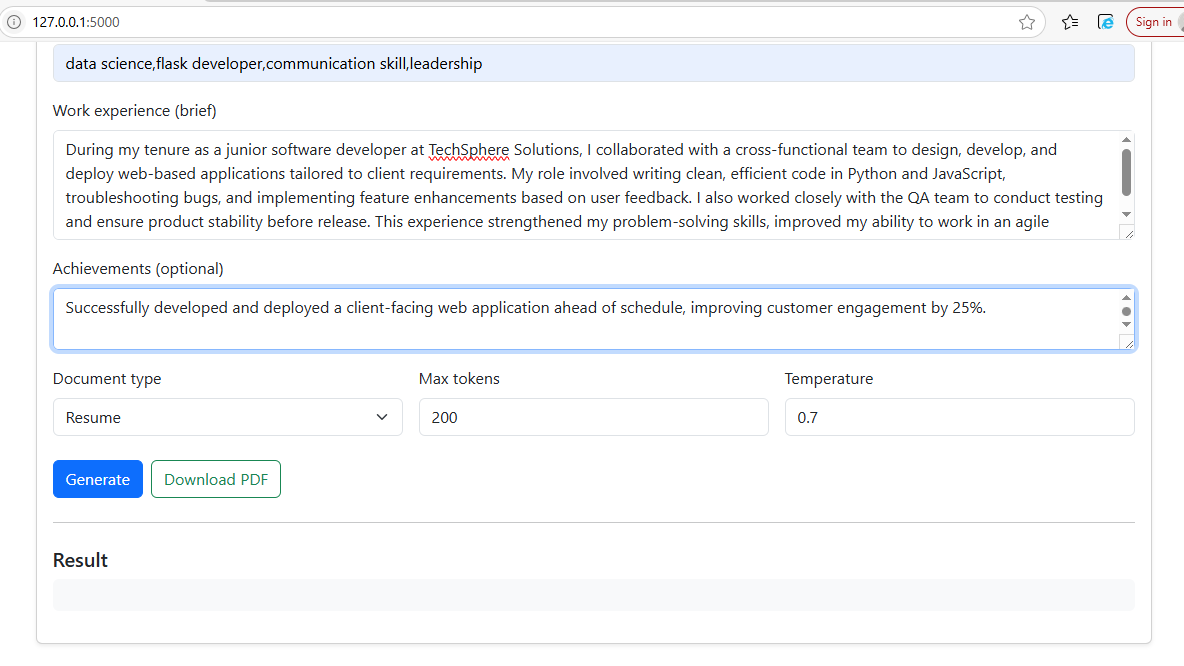 127.0.0.1:5000
Sign in
data science,flask developer,communication skill,leadership
Work experience (brief)
During my tenure as a junior software developer at TechSphere Solutions, I collaborated with a cross-functional team to design, develop, and
deploy web-based applications tailored to client requirements. My role involved writing clean, efficient code in Python and JavaScript,
troubleshooting bugs, and implementing feature enhancements based on user feedback. I also worked closely with the QA team to conduct testing
and ensure product stability before release. This experience strengthened my problem-solving skills, improved my ability to work in an agile
Achievements (optional)
Successfully developed and deployed a client-facing web application ahead of schedule, improving customer engagement by 25%.
Document type
Max tokens
Temperature
Resume
200
0.7
Generate
Download PDF
Result